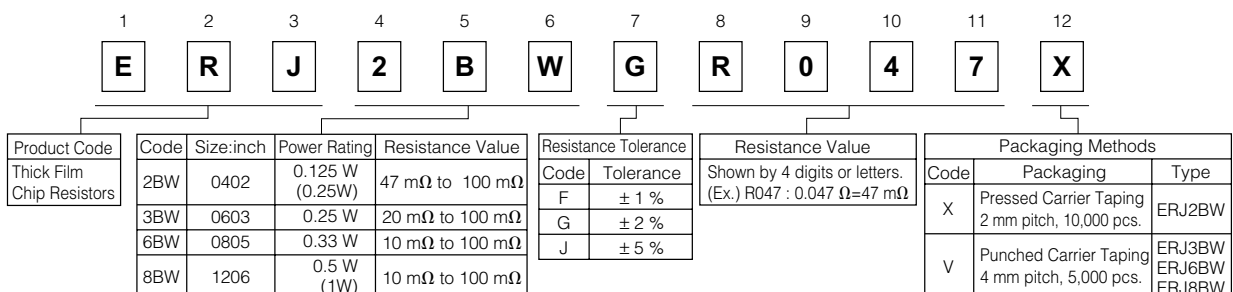 1 2 3 4 5 6 7 8 9 10 11 12
E R J 2 B W G R 0 4 7 X
Product Code
Thick Film
Chip Resistors
Code Size:inch Power Rating Resistance Value
2BW 0402 0.125 W (0.25W) 47 mΩ to 100 mΩ
3BW 0603 0.25 W 20 mΩ to 100 mΩ
6BW 0805 0.33 W 10 mΩ to 100 mΩ
8BW 1206 0.5 W (1W) 10 mΩ to 100 mΩ
Resistance Tolerance
Code Tolerance
F ± 1 %
G ± 2 %
J ± 5 %
Resistance Value
Shown by 4 digits or letters.
(Ex.) R047 : 0.047 Ω=47 mΩ
Packaging Methods
Code Packaging Type
X Pressed Carrier Taping 2 mm pitch, 10,000 pcs. ERJ2BW
V Punched Carrier Taping 4 mm pitch, 5,000 pcs. ERJ3BW ERJ6BW ERJ8BW